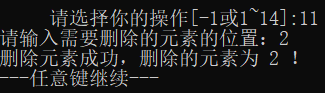 请选择你的操作[-1或1~14]:11
请输入需要删除的元素的位置：2
删除元素成功，删除的元素为 2 ！
---任意键继续---